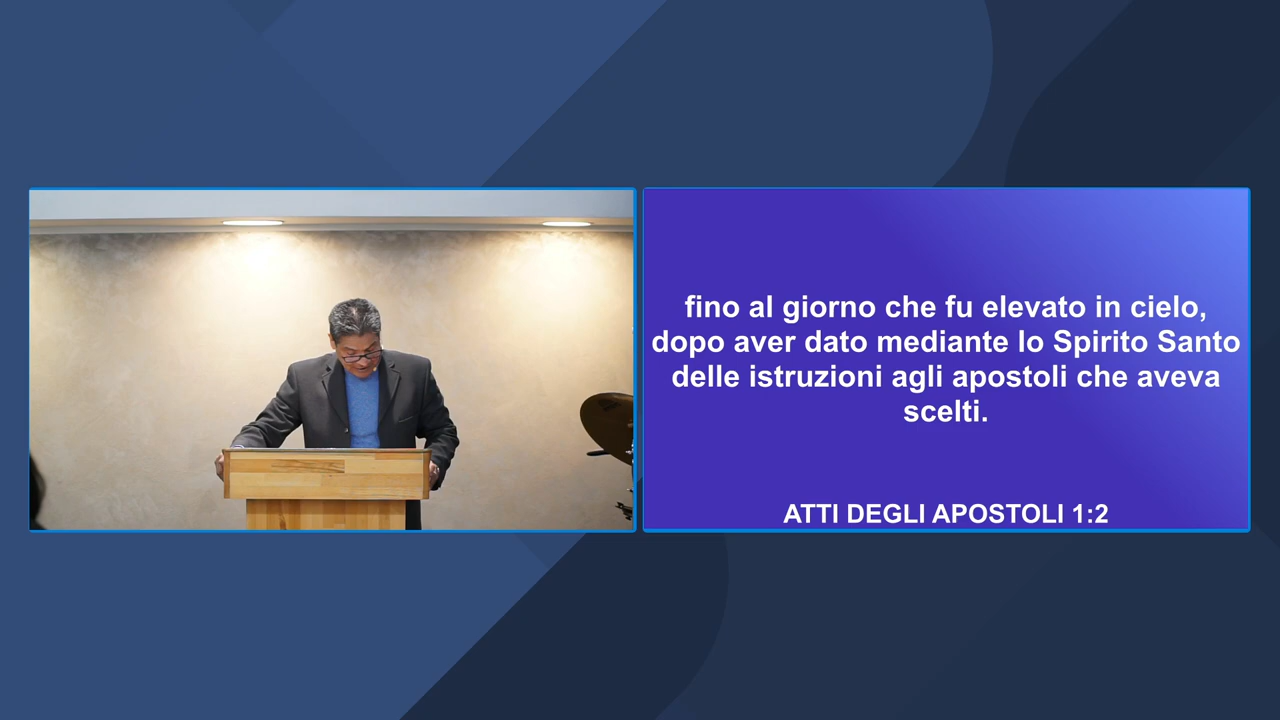 fino al giorno che fu elevato in cielo,
dopo aver dato mediante lo Spirito Santo
delle istruzioni agli apostoli che aveva
scelti.
ATTI DEGLI APOSTOLI 1:2